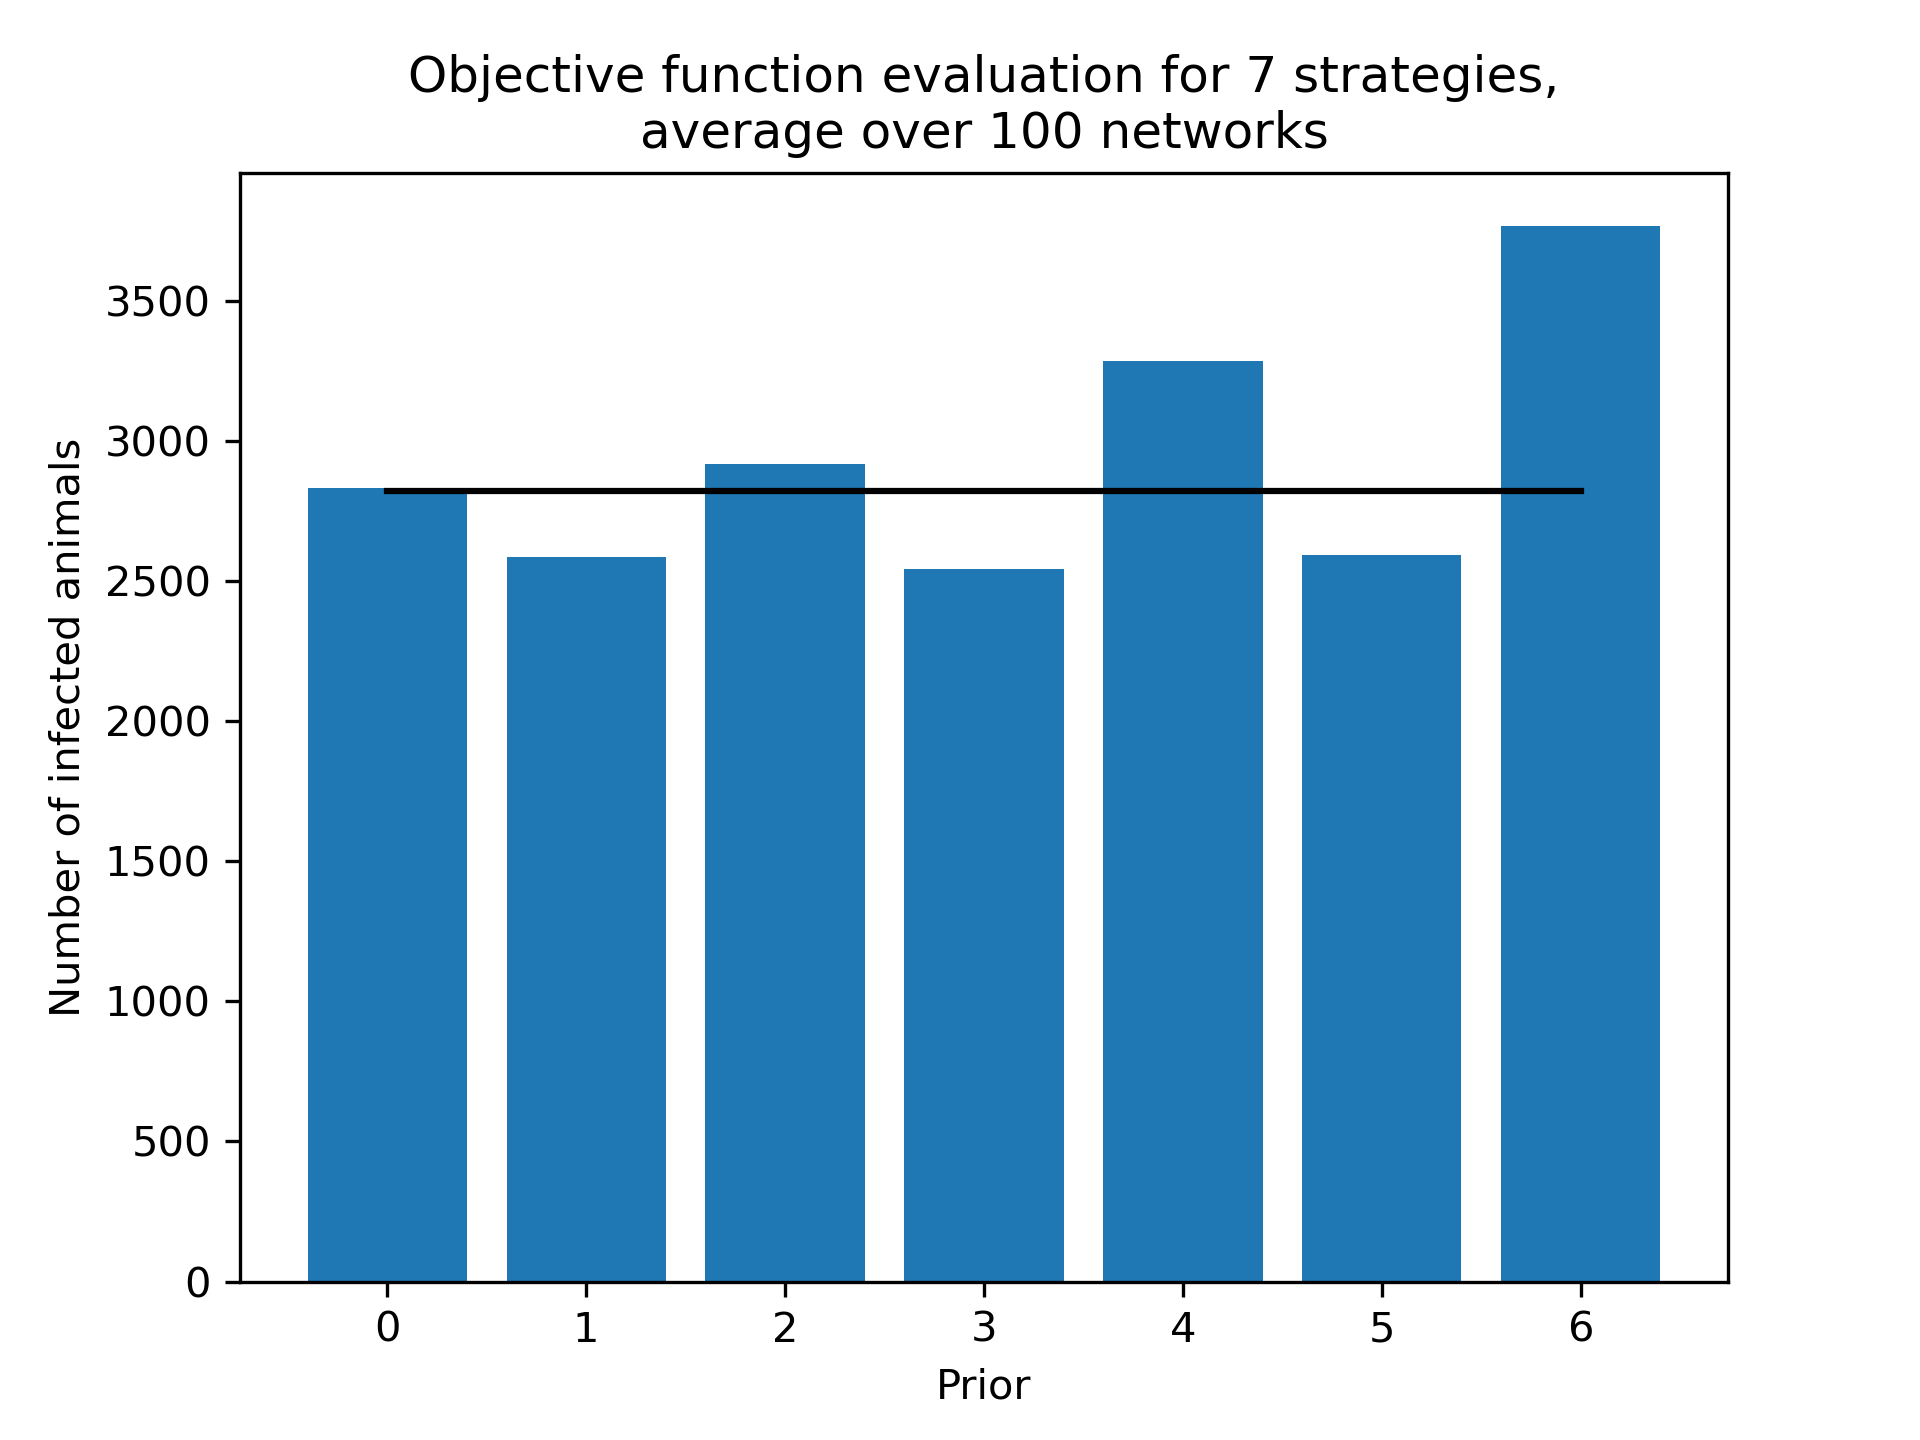 Objective function evaluation for 7 strategies,
average over 100 networks
Number of infected animals
3500
3000
2500
2000
1500
1000
500
0
0 1 2 3 4 5 6
Prior